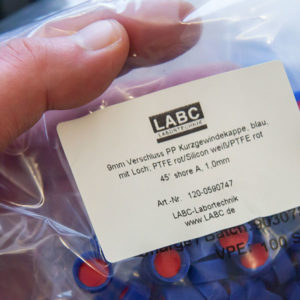 LABC
LABORTECHNIK
9mm Verschluss PP Kurzgewindekappe, blau,
mit Loch; PTFE rot/Silicon weiß/PTFE rot
45° shore A, 1,0mm
Art.-Nr. 120-0590747
LABC-Labortechnik
www.LABC.de